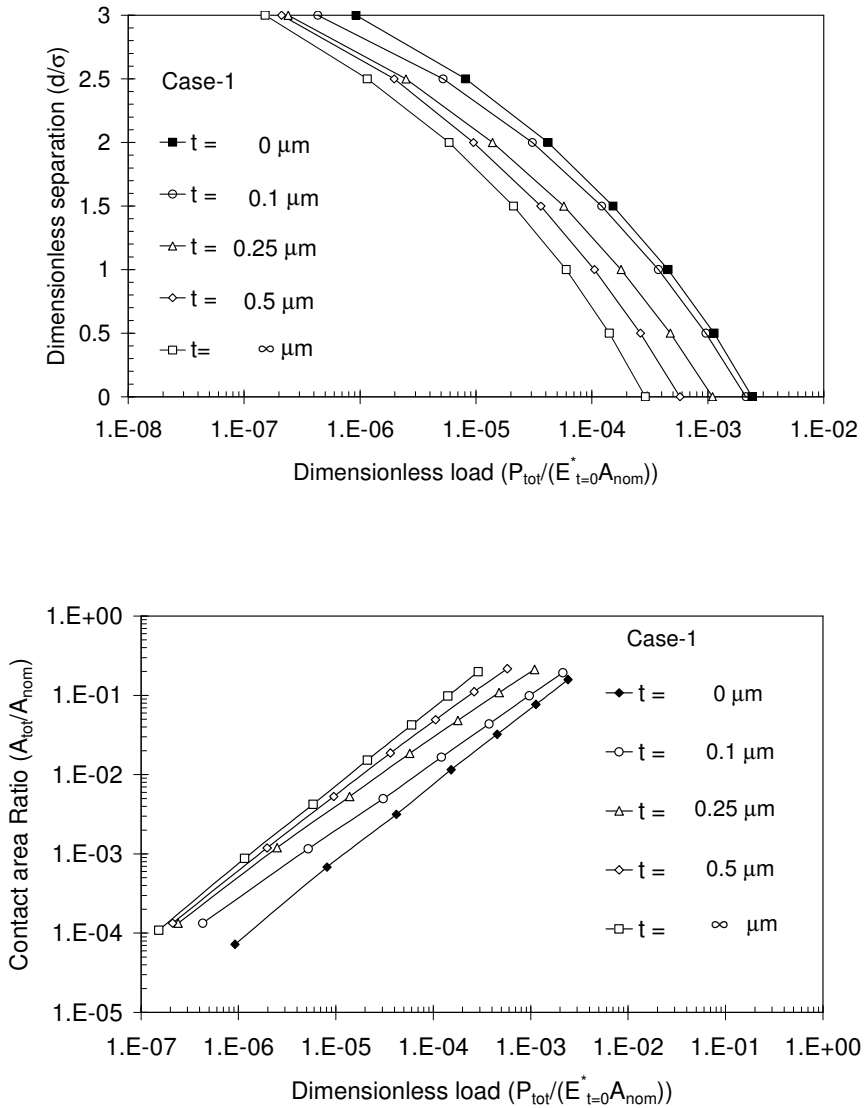 3
2.5
2
1.5
1
0.5
0
Dimensionless separation (d/σ)
Case-1
t = 0 μm
t = 0.1 μm
t = 0.25 μm
t = 0.5 μm
t= ∞ μm
1.E-08 1.E-07 1.E-06 1.E-05 1.E-04 1.E-03 1.E-02
Dimensionless load (Ptot/(E*t=0Anom))
1.E+00
1.E-01
1.E-02
1.E-03
1.E-04
1.E-05
Contact area Ratio (Atot/Anom)
Case-1
t = 0 μm
t = 0.1 μm
t = 0.25 μm
t = 0.5 μm
t = ∞ μm
1.E-07 1.E-06 1.E-05 1.E-04 1.E-03 1.E-02 1.E-01 1.E+00
Dimensionless load (Ptot/(E*t=0Anom))